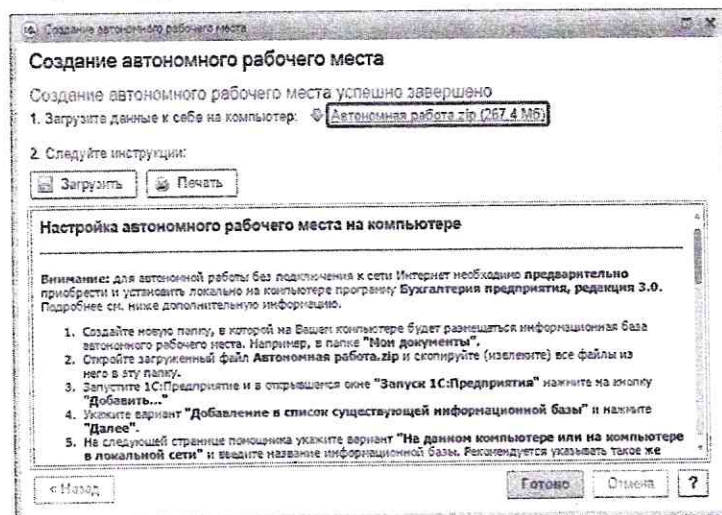 Создание автономного рабочего места
Создание автономного рабочего места
Создание автономного рабочего места успешно завершено
1. Загрузите данные к себе на компьютер: Автономная работа.zip (267,4 Мб)
2. Следуйте инструкции:
Загрузить Печать
Настройка автономного рабочего места на компьютере
Внимание: для автономной работы без подключения к сети Интернет необходимо предварительно
приобрести и установить локально на компьютере программу Бухгалтерия предприятия, редакция 3.0.
Подробнее см. ниже дополнительную информацию.
1. Создайте новую папку, в которой на Вашем компьютере будет размещаться информационная база
автономного рабочего места. Например, в папке "Мои документы".
2. Откройте загруженный файл Автономная работа.zip и скопируйте (извлеките) все файлы из
него в эту папку.
3. Запустите 1С:Предприятие и в открывшемся окне "Запуск 1С:Предприятия" нажмите на кнопку
"Добавить..."
4. Укажите вариант "Добавление в список существующей информационной базы" и нажмите
"Далее".
5. На следующей странице помощника укажите вариант "На данном компьютере или на компьютере
в локальной сети" и введите название информационной базы. Рекомендуется указывать такое же
< Назад Готово Отмена ?